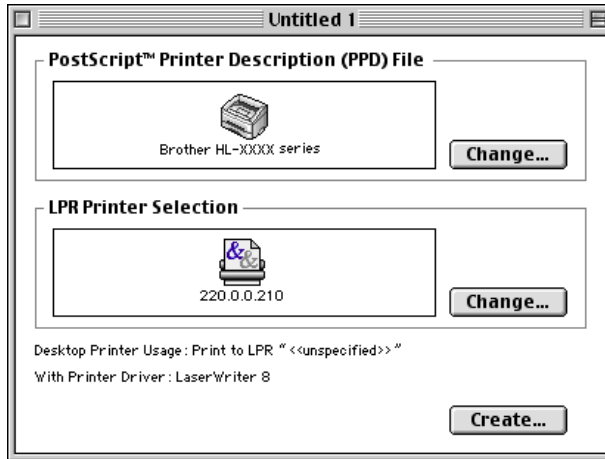 Untitled 1
PostScript™ Printer Description (PPD) File
Brother HL-XXXX series
Change...
LPR Printer Selection
&&
220.0.0.210
Change...
Desktop Printer Usage : Print to LPR “ <<unspecified>> ”
With Printer Driver : LaserWriter 8
Create...